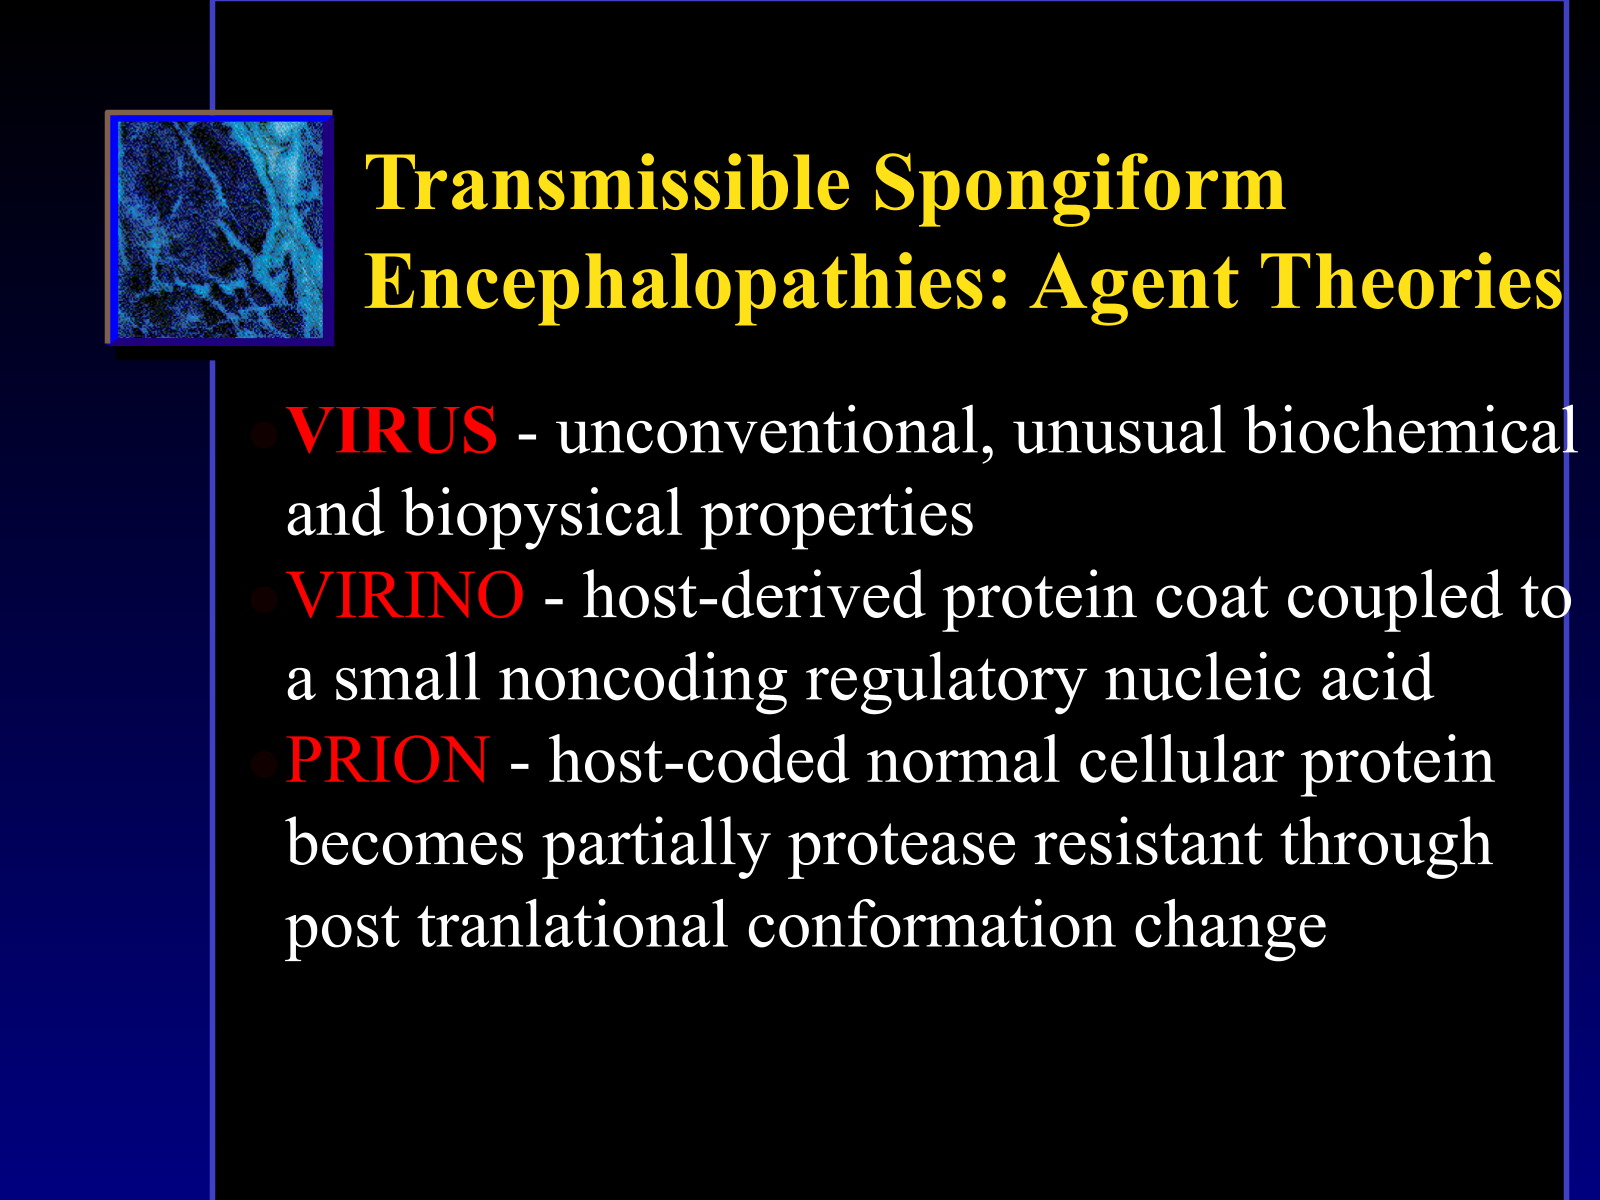 Transmissible Spongiform
Encephalopathies: Agent Theories
VIRUS - unconventional, unusual biochemical
and biopysical properties
VIRINO - host-derived protein coat coupled to
a small noncoding regulatory nucleic acid
PRION - host-coded normal cellular protein
becomes partially protease resistant through
post tranlational conformation change